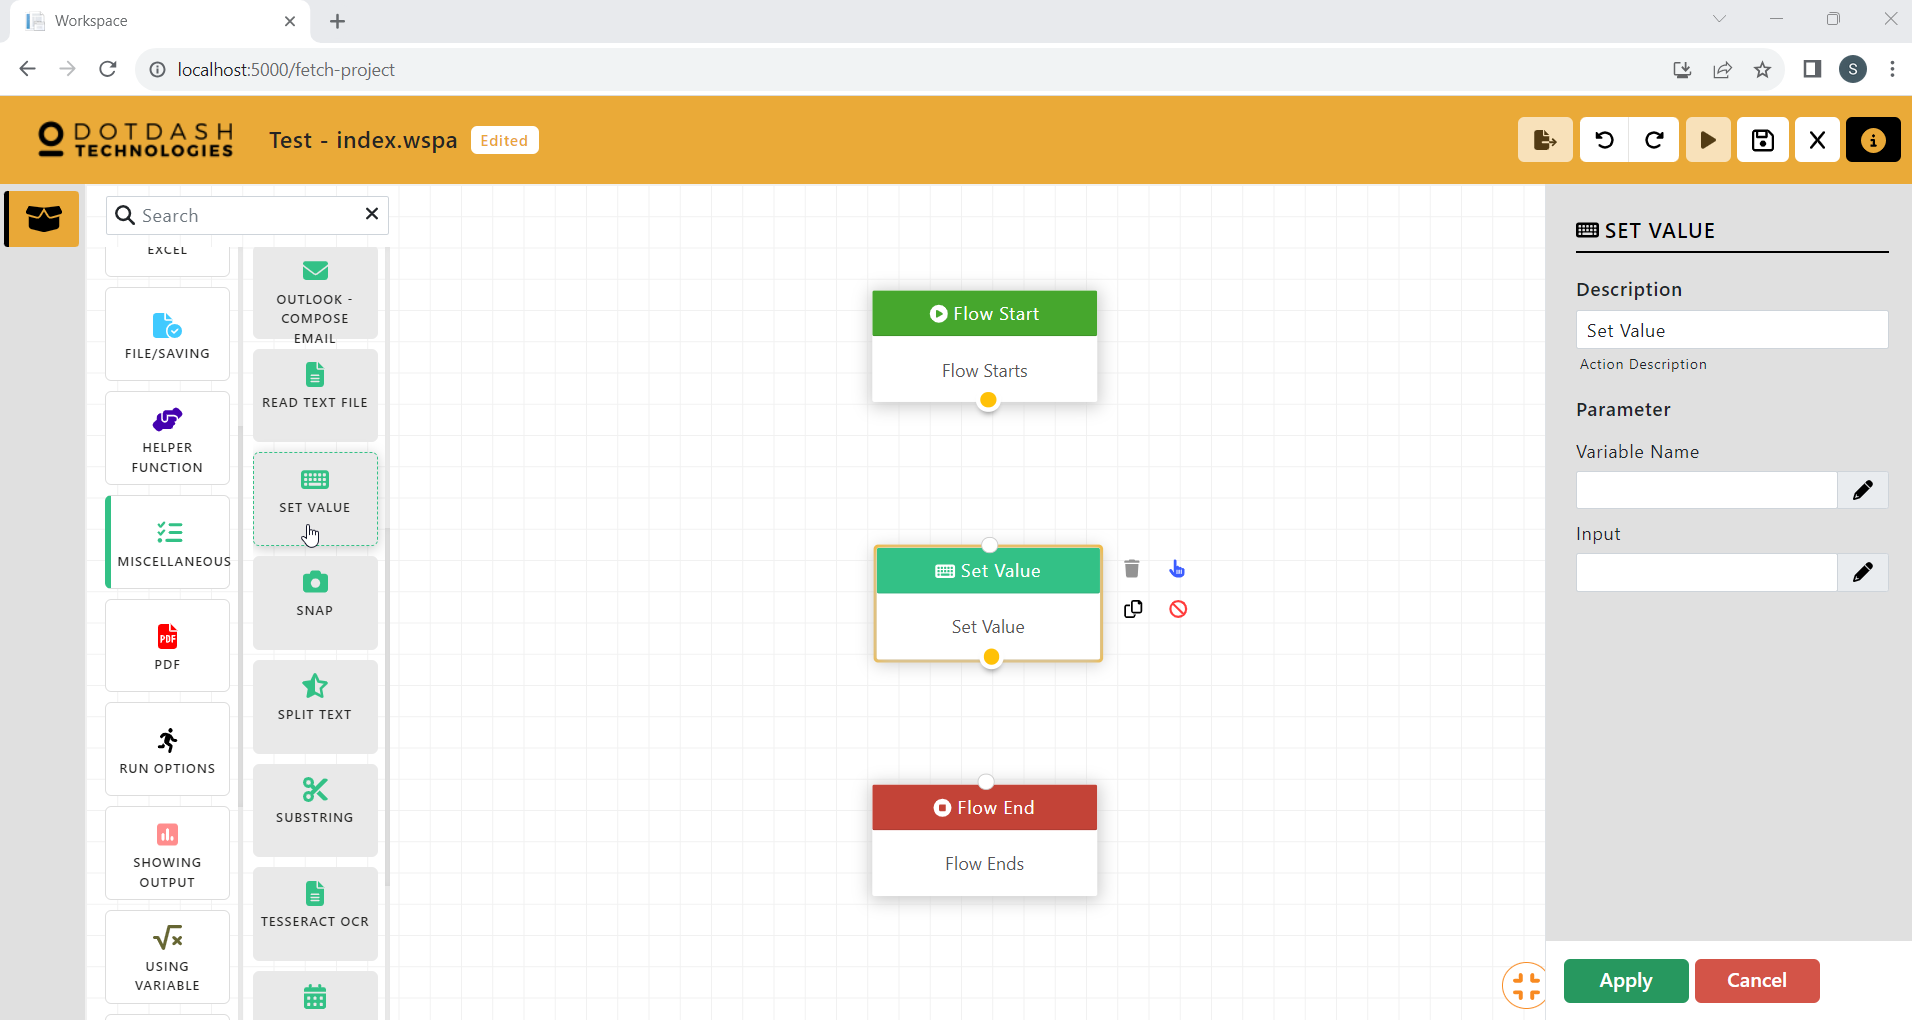 Workspace
localhost:5000/fetch-project
S
DOTDASH
TECHNOLOGIES
Test - index.wspa
Edited
Search
EXCEL
FILE/SAVING
HELPER
FUNCTION
MISCELLANEOUS
PDF
PDF
RUN OPTIONS
SHOWING
OUTPUT
USING
VARIABLE
OUTLOOK -
COMPOSE
EMAIL
READ TEXT FILE
SET VALUE
SNAP
SPLIT TEXT
SUBSTRING
TESSERACT OCR
Flow Start
Flow Starts
Set Value
Set Value
Flow End
Flow Ends
SET VALUE
Description
Set Value
Action Description
Parameter
Variable Name
Input
Apply
Cancel